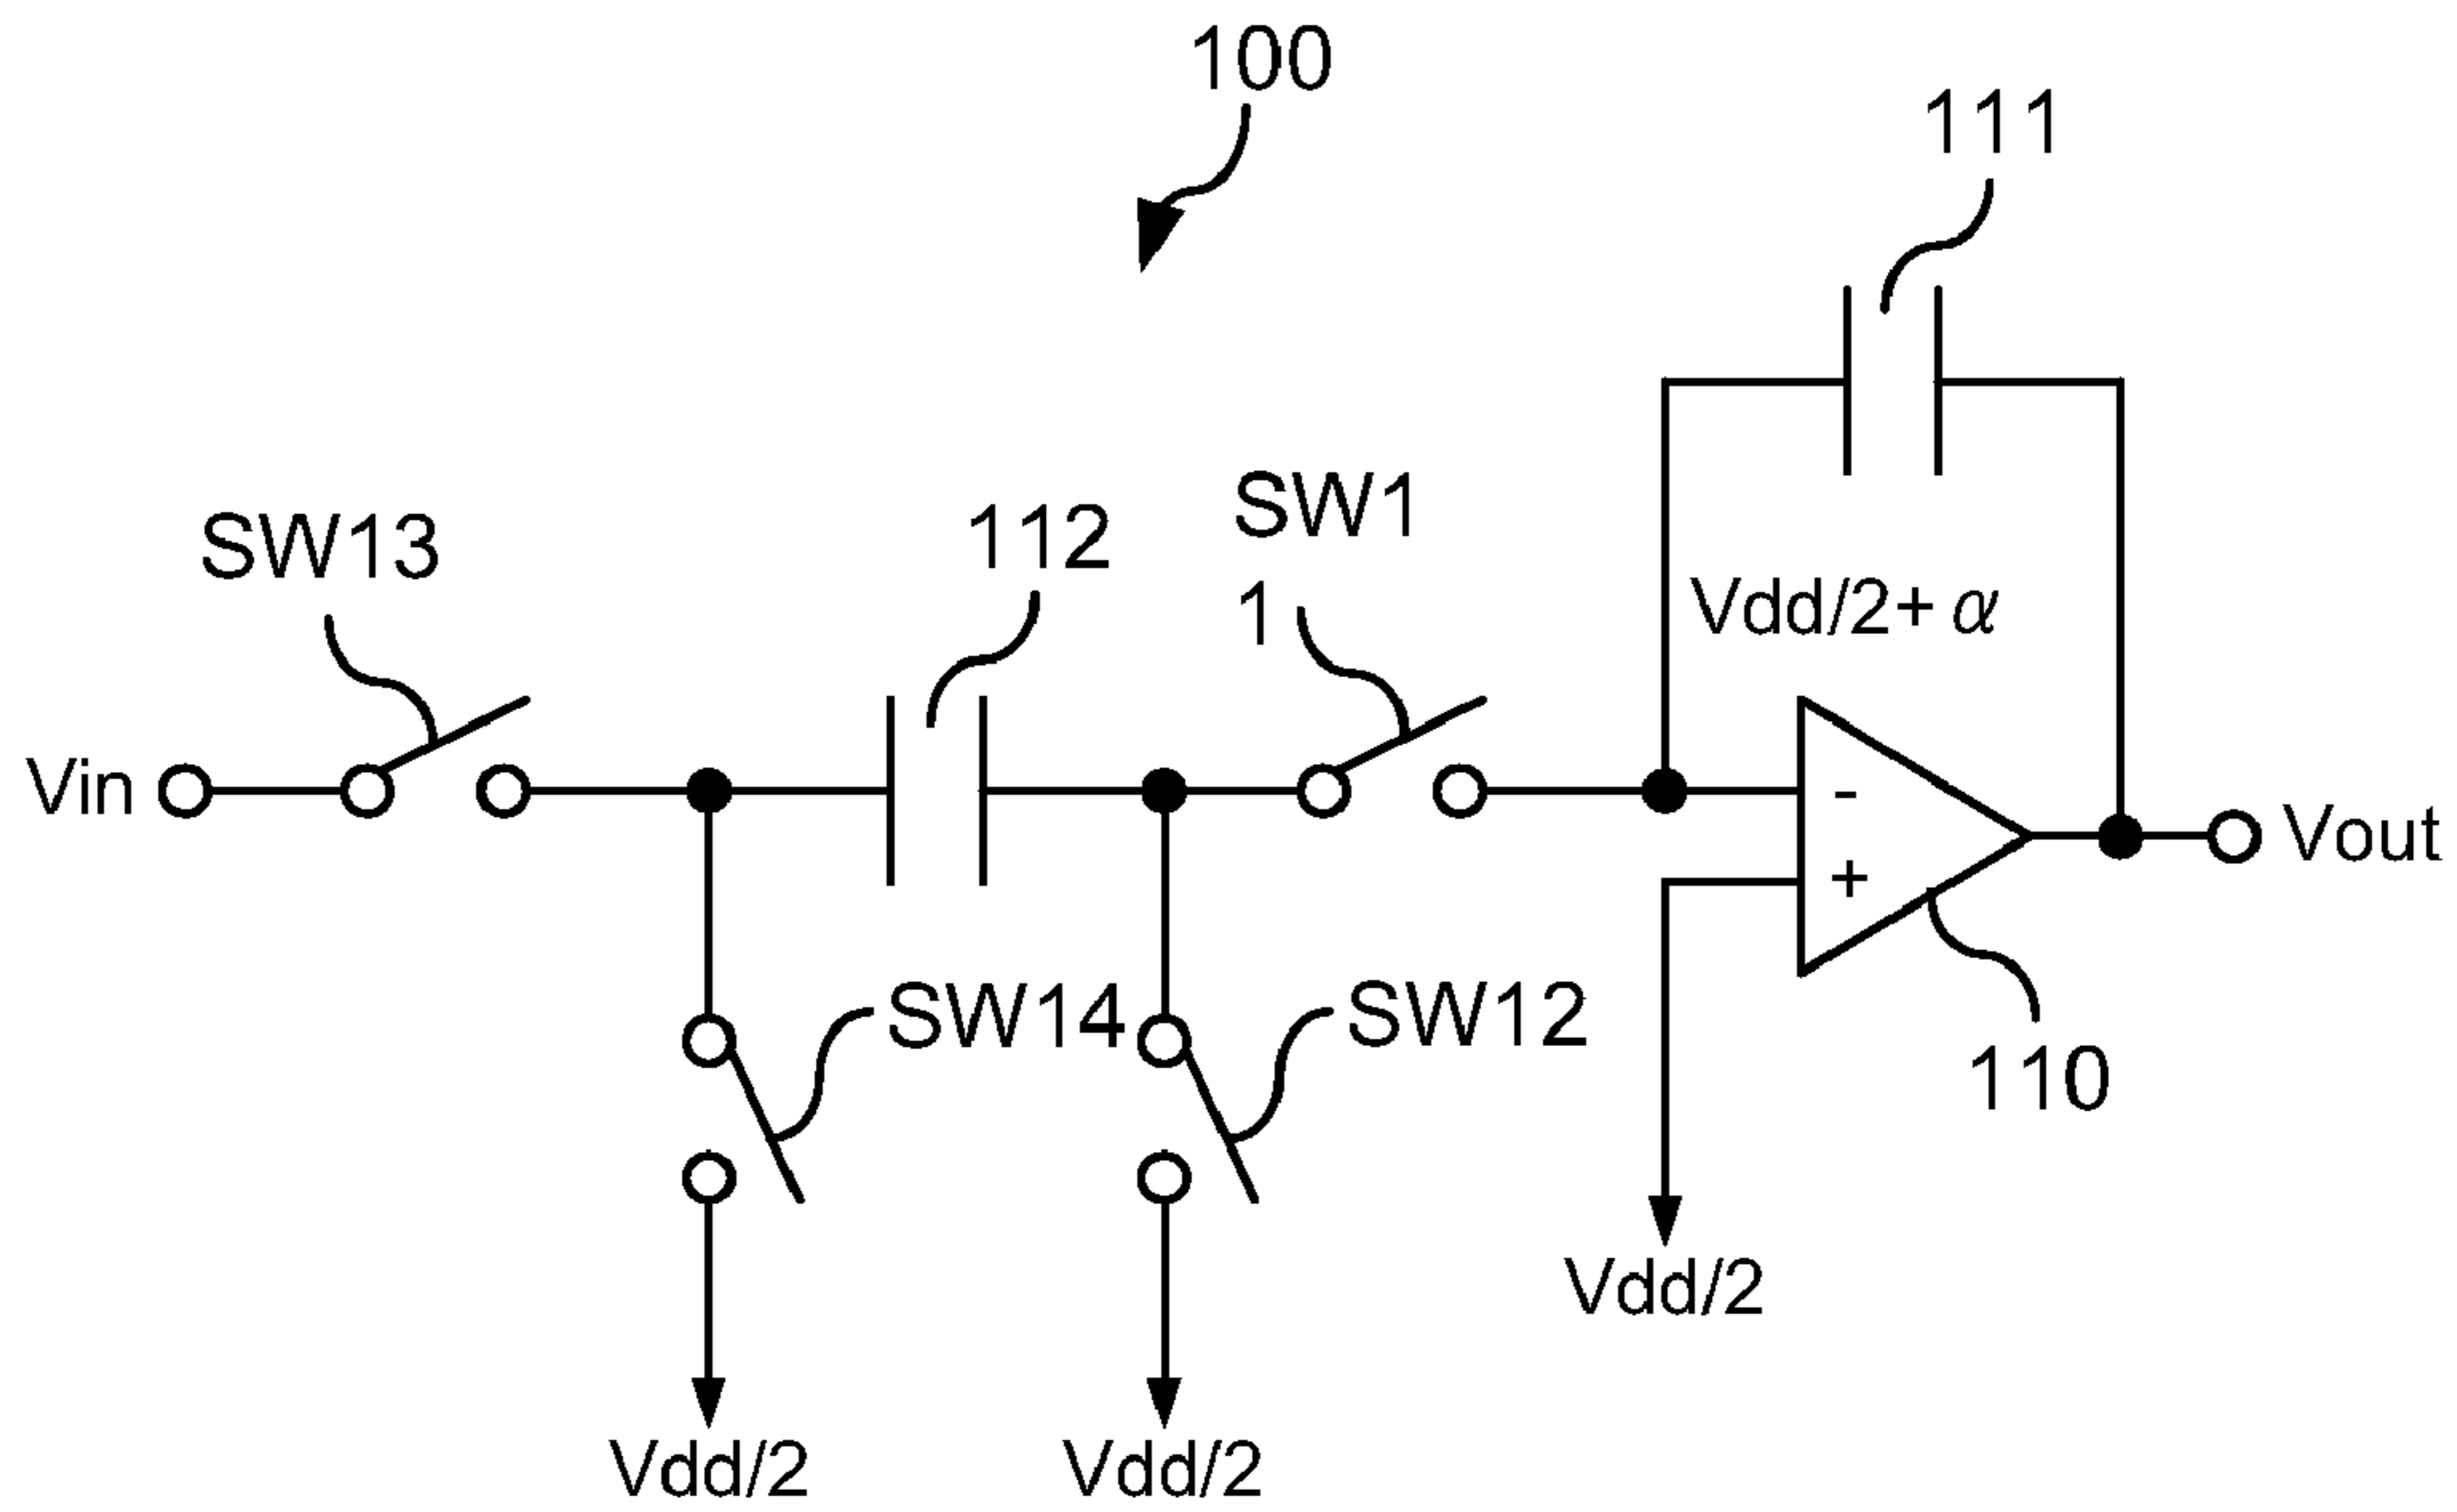 100
111
SW13
112
SW1
1
Vdd/2+α
Vin
-
+
Vout
SW14
SW12
110
Vdd/2
Vdd/2
Vdd/2